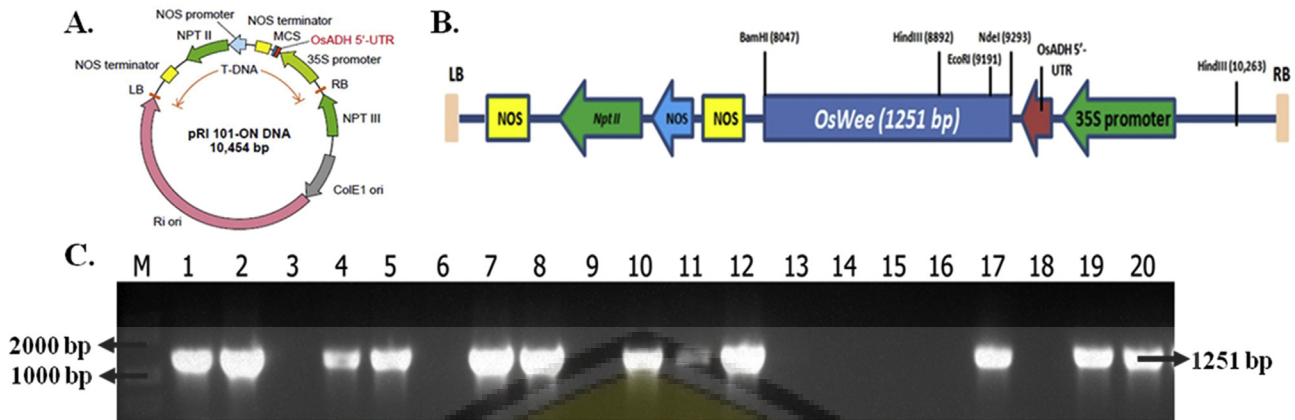 A.
NOS promoter
NOS terminator
NPT II
MCS
OsADH 5'-UTR
35S promoter
NOS terminator
T-DNA
LB
RB
pRI 101-ON DNA
10,454 bp
NPT III
ColE1 ori
Ri ori
B.
BamHI (8047)
HindIII (8892)
NdeI (9293)
EcoRI (9191)
OsADH 5'-
UTR
HindIII (10,263)
LB
RB
NOS
Npt II
NOS
NOS
OsWee (1251 bp)
35S promoter
C.
M 1 2 3 4 5 6 7 8 9 10 11 12 13 14 15 16 17 18 19 20
2000 bp
1000 bp
1251 bp